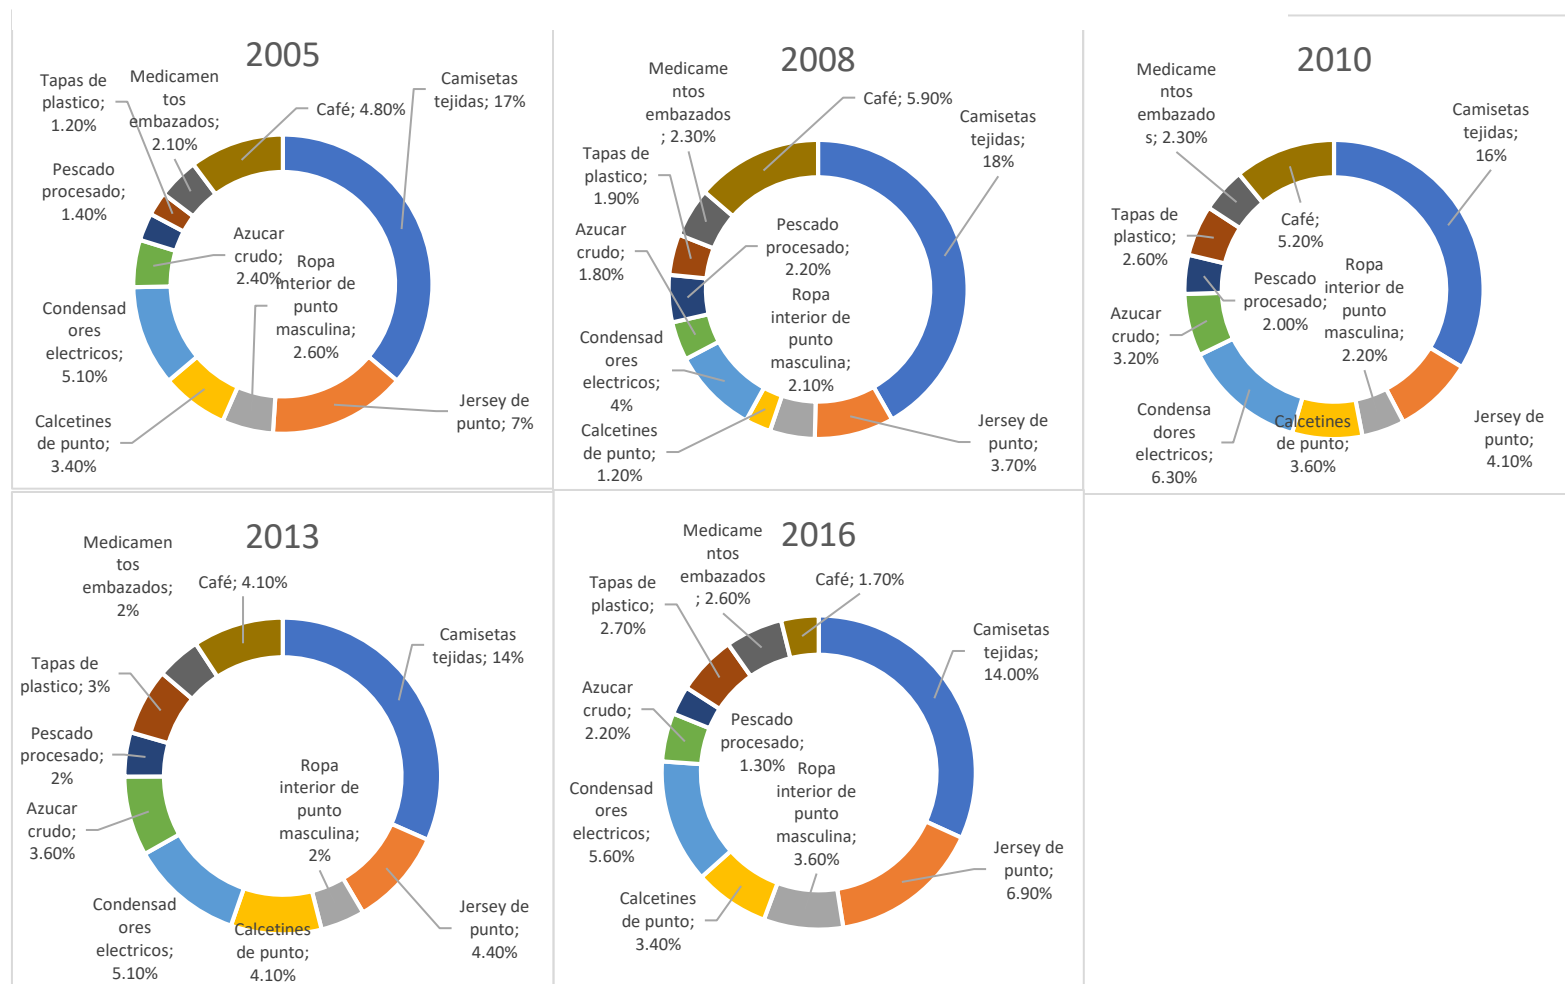 2005
Tapas de
plastico;
1.20%
Medicamen
tos
embazados;
2.10%
Café; 4.80%
Camisetas
tejidas; 17%
Pescado
procesado;
1.40%
Azucar
crudo;
2.40%
Ropa
interior de
punto
masculina;
2.60%
Condensad
ores
electricos;
5.10%
Calcetines
de punto;
3.40%
Jersey de
punto; 7%
2008
Medicame
ntos
embazados
; 2.30%
Café; 5.90%
Camisetas
tejidas;
18%
Tapas de
plastico;
1.90%
Azucar
crudo;
1.80%
Pescado
procesado;
2.20%
Ropa
interior de
punto
masculina;
2.10%
Condensad
ores
electricos;
4%
Calcetines
de punto;
1.20%
Jersey de
punto;
3.70%
2010
Medicame
ntos
embazado
s; 2.30%
Camisetas
tejidas;
16%
Tapas de
plastico;
2.60%
Café;
5.20%
Pescado
procesado;
2.00%
Ropa
interior de
punto
masculina;
2.20%
Azucar
crudo;
3.20%
Condensa
dores
electricos;
6.30%
Calcetines
de punto;
3.60%
Jersey de
punto;
4.10%
2013
Medicamen
tos
embazados;
2%
Café; 4.10%
Camisetas
tejidas; 14%
Tapas de
plastico; 3%
Pescado
procesado;
2%
Azucar
crudo;
3.60%
Ropa
interior de
punto
masculina;
2%
Condensad
ores
electricos;
5.10%
Calcetines
de punto;
4.10%
Jersey de
punto;
4.40%
2016
Medicame
ntos
embazados
; 2.60%
Café; 1.70%
Tapas de
plastico;
2.70%
Camisetas
tejidas;
14.00%
Azucar
crudo;
2.20%
Pescado
procesado;
1.30%
Ropa
interior de
punto
masculina;
3.60%
Condensad
ores
electricos;
5.60%
Calcetines
de punto;
3.40%
Jersey de
punto;
6.90%